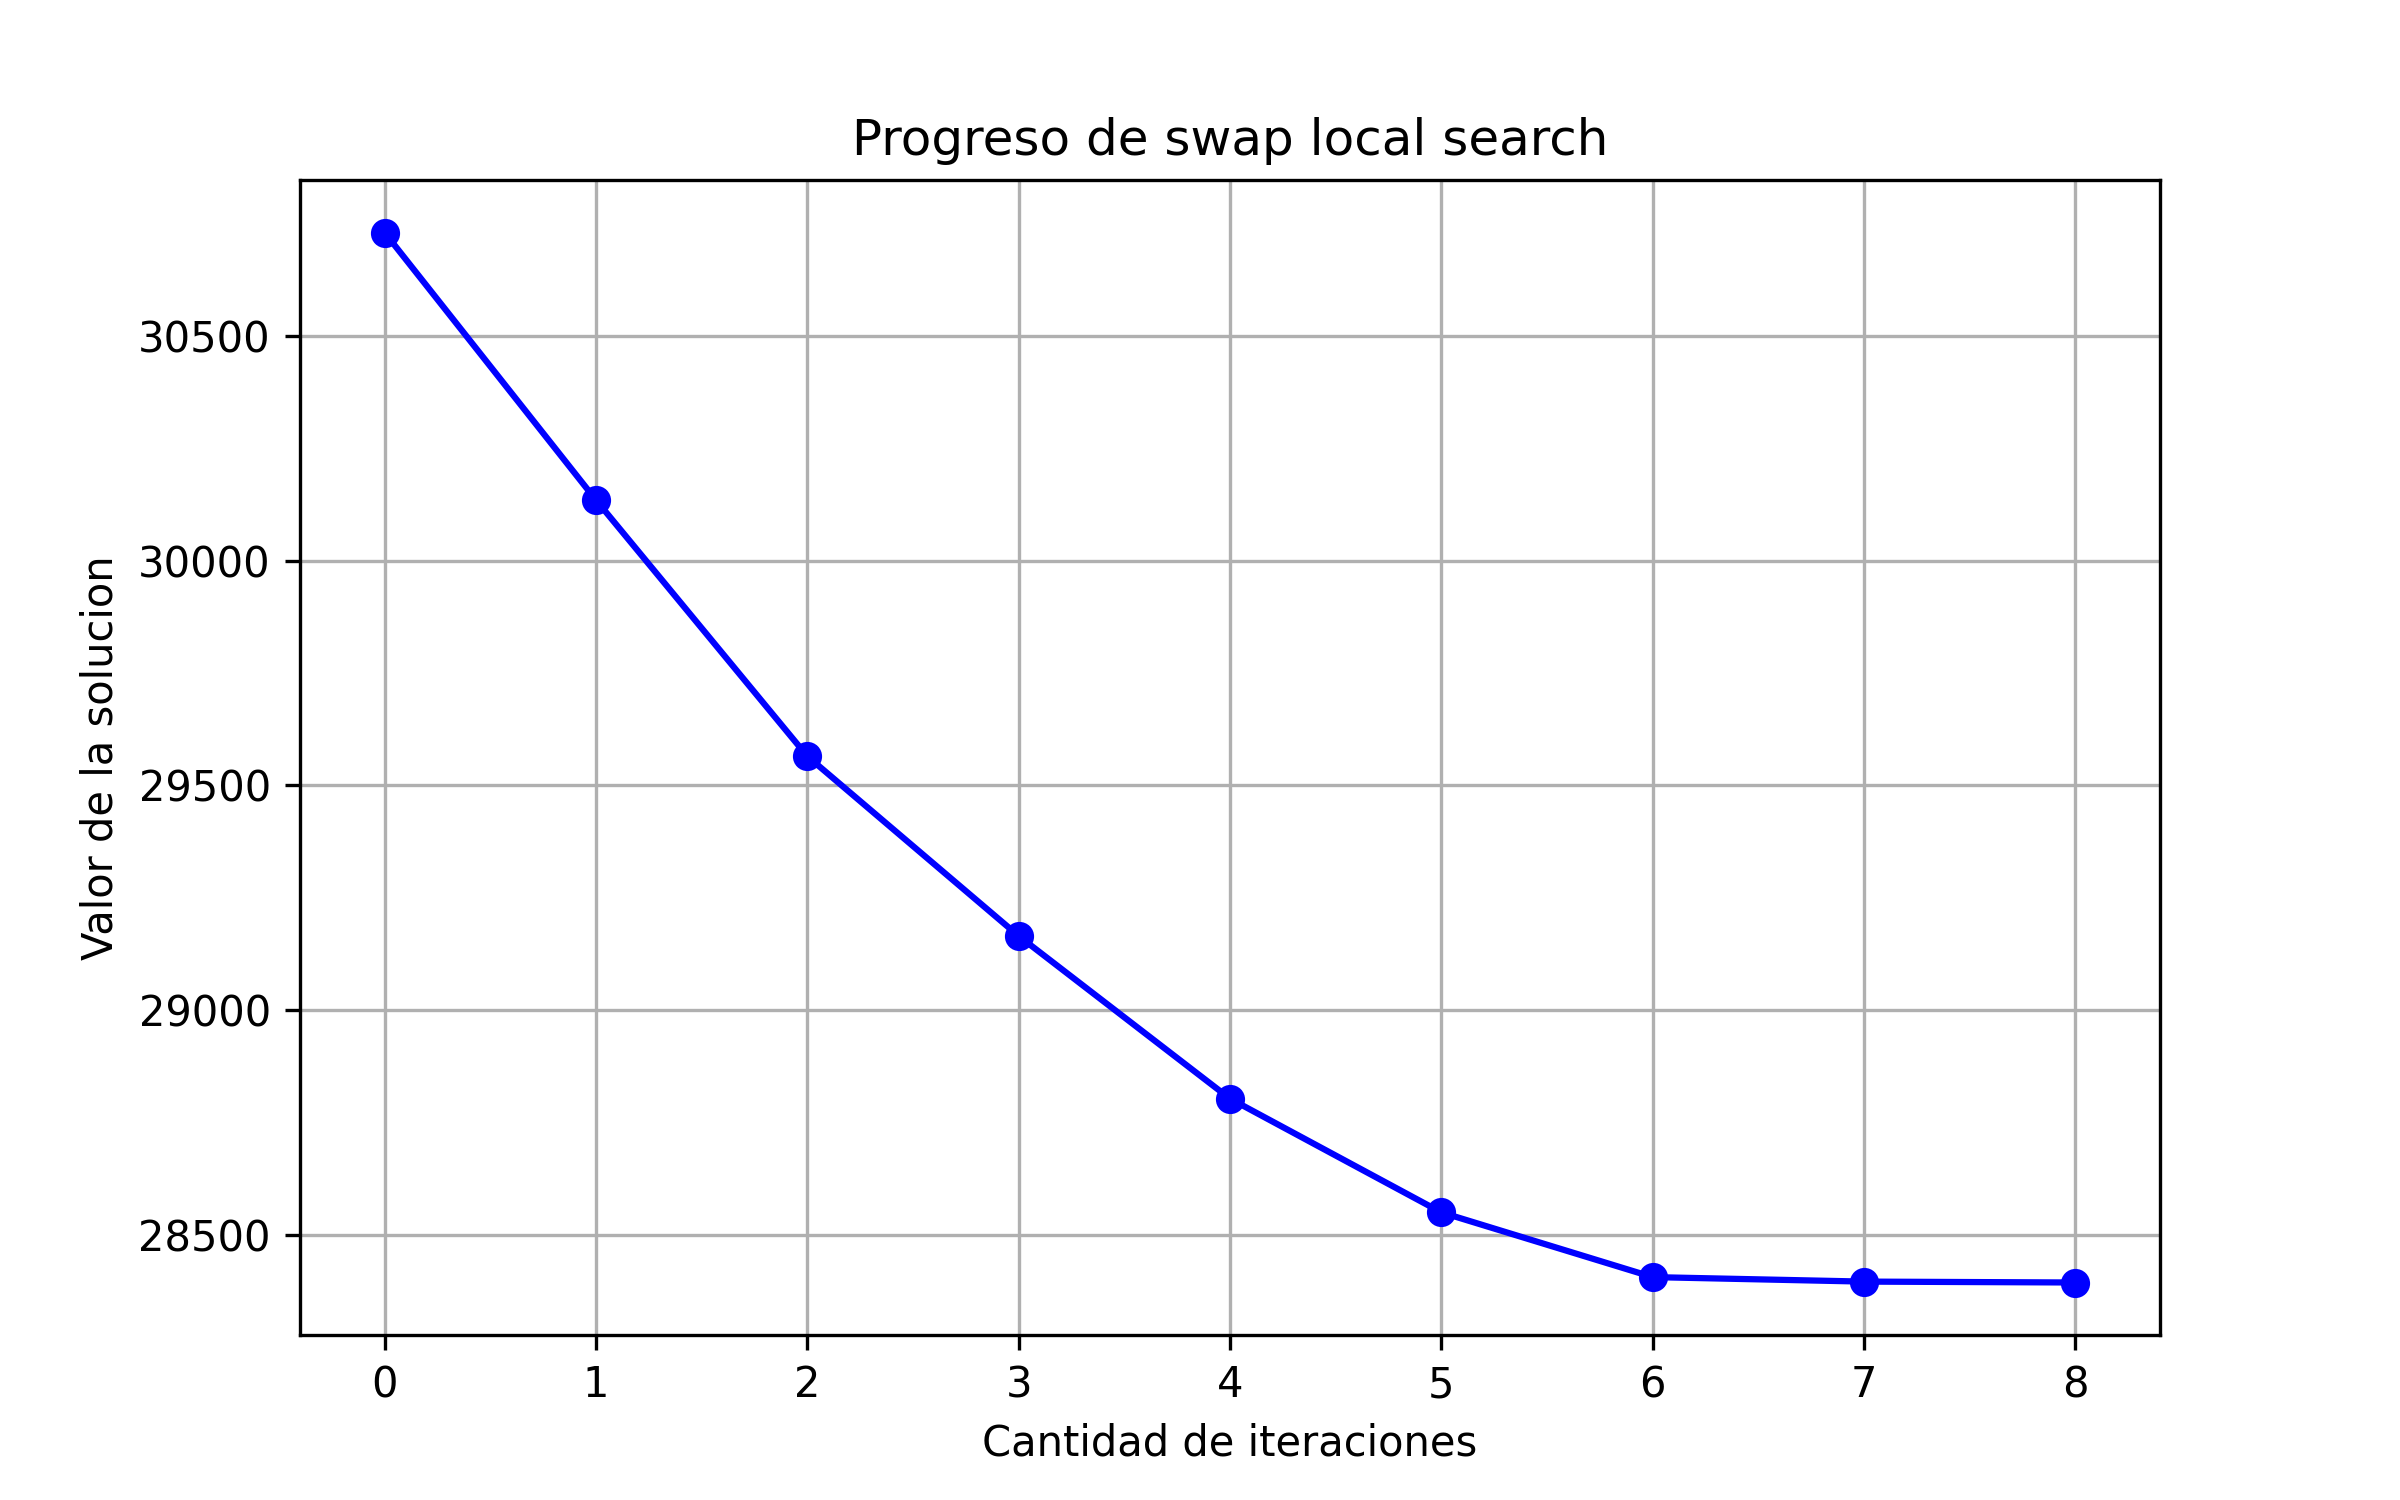 Progreso de swap local search
Valor de la solucion
30500
30000
29500
29000
28500
0 1 2 3 4 5 6 7 8
Cantidad de iteraciones